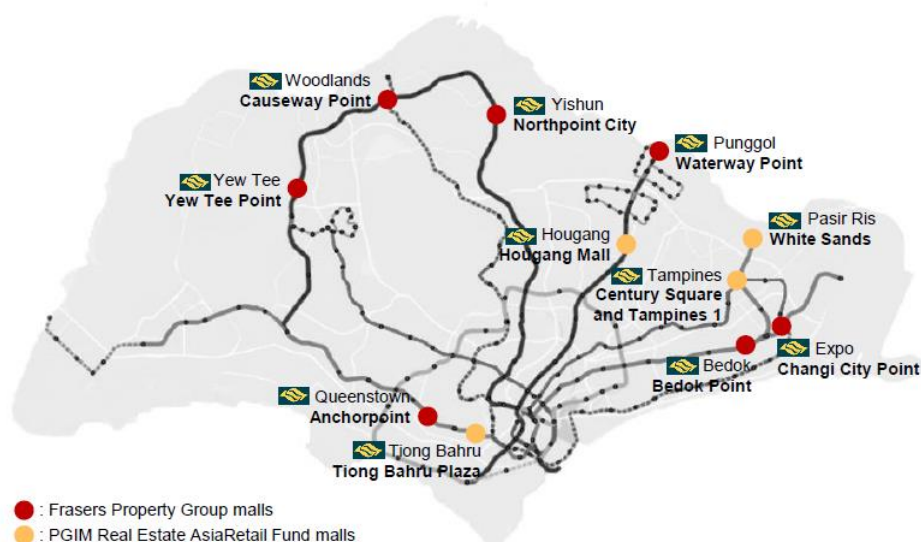 Woodlands
Causeway Point
Yishun
Northpoint City
Punggol
Waterway Point
Yew Tee
Yew Tee Point
Pasir Ris
White Sands
Hougang
Hougang Mall
Tampines
Century Square
and Tampines 1
Expo
Changi City Point
Bedok
Bedok Point
Queenstown
Anchorpoint
Tiong Bahru
Tiong Bahru Plaza
: Frasers Property Group malls
: PGIM Real Estate AsiaRetail Fund malls